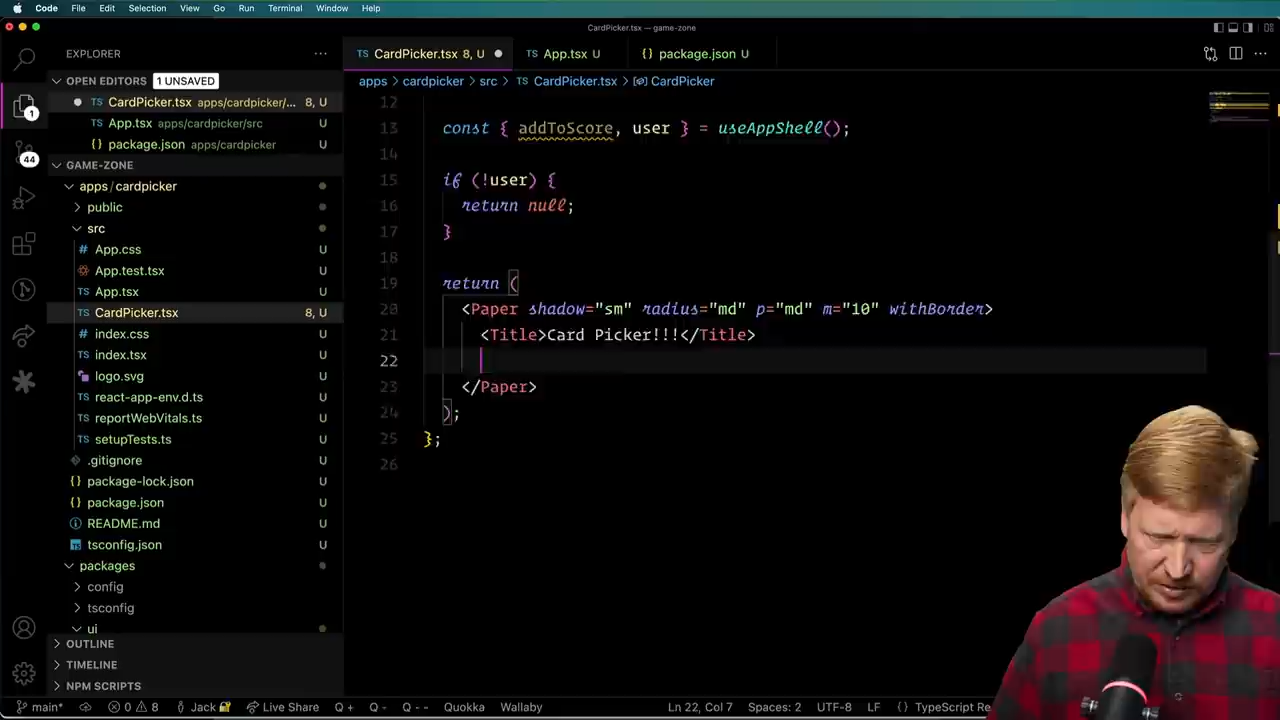 Code File Edit Selection View Go Run Terminal Window Help
CardPicker.tsx — game-zone
EXPLORER
OPEN EDITORS 1 UNSAVED
CardPicker.tsx apps/cardpicker/... 8, U
App.tsx apps/cardpicker/src U
package.json apps/cardpicker U
GAME-ZONE
apps / cardpicker
public
src
App.css U
App.test.tsx U
App.tsx U
CardPicker.tsx 8, U
index.css U
index.tsx U
logo.svg U
react-app-env.d.ts U
reportWebVitals.ts U
setupTests.ts U
.gitignore U
package-lock.json U
package.json U
README.md U
tsconfig.json U
packages
config
tsconfig
ui
OUTLINE
TIMELINE
NPM SCRIPTS
1
44
TS CardPicker.tsx 8, U
TS App.tsx U
{} package.json U
apps > cardpicker > src > TS CardPicker.tsx > CardPicker
12
13 const { addToScore, user } = useAppShell();
14
15 if (!user) {
16 return null;
17 }
18
19 return (
20 <Paper shadow="sm" radius="md" p="md" m="10" withBorder>
21 <Title>Card Picker!!!</Title>
22
23 </Paper>
24 );
25 };
26
main* 0 8 Jack Live Share Q + Q - Q - - Quokka Wallaby Ln 22, Col 7 Spaces: 2 UTF-8 LF {} TypeScript Re